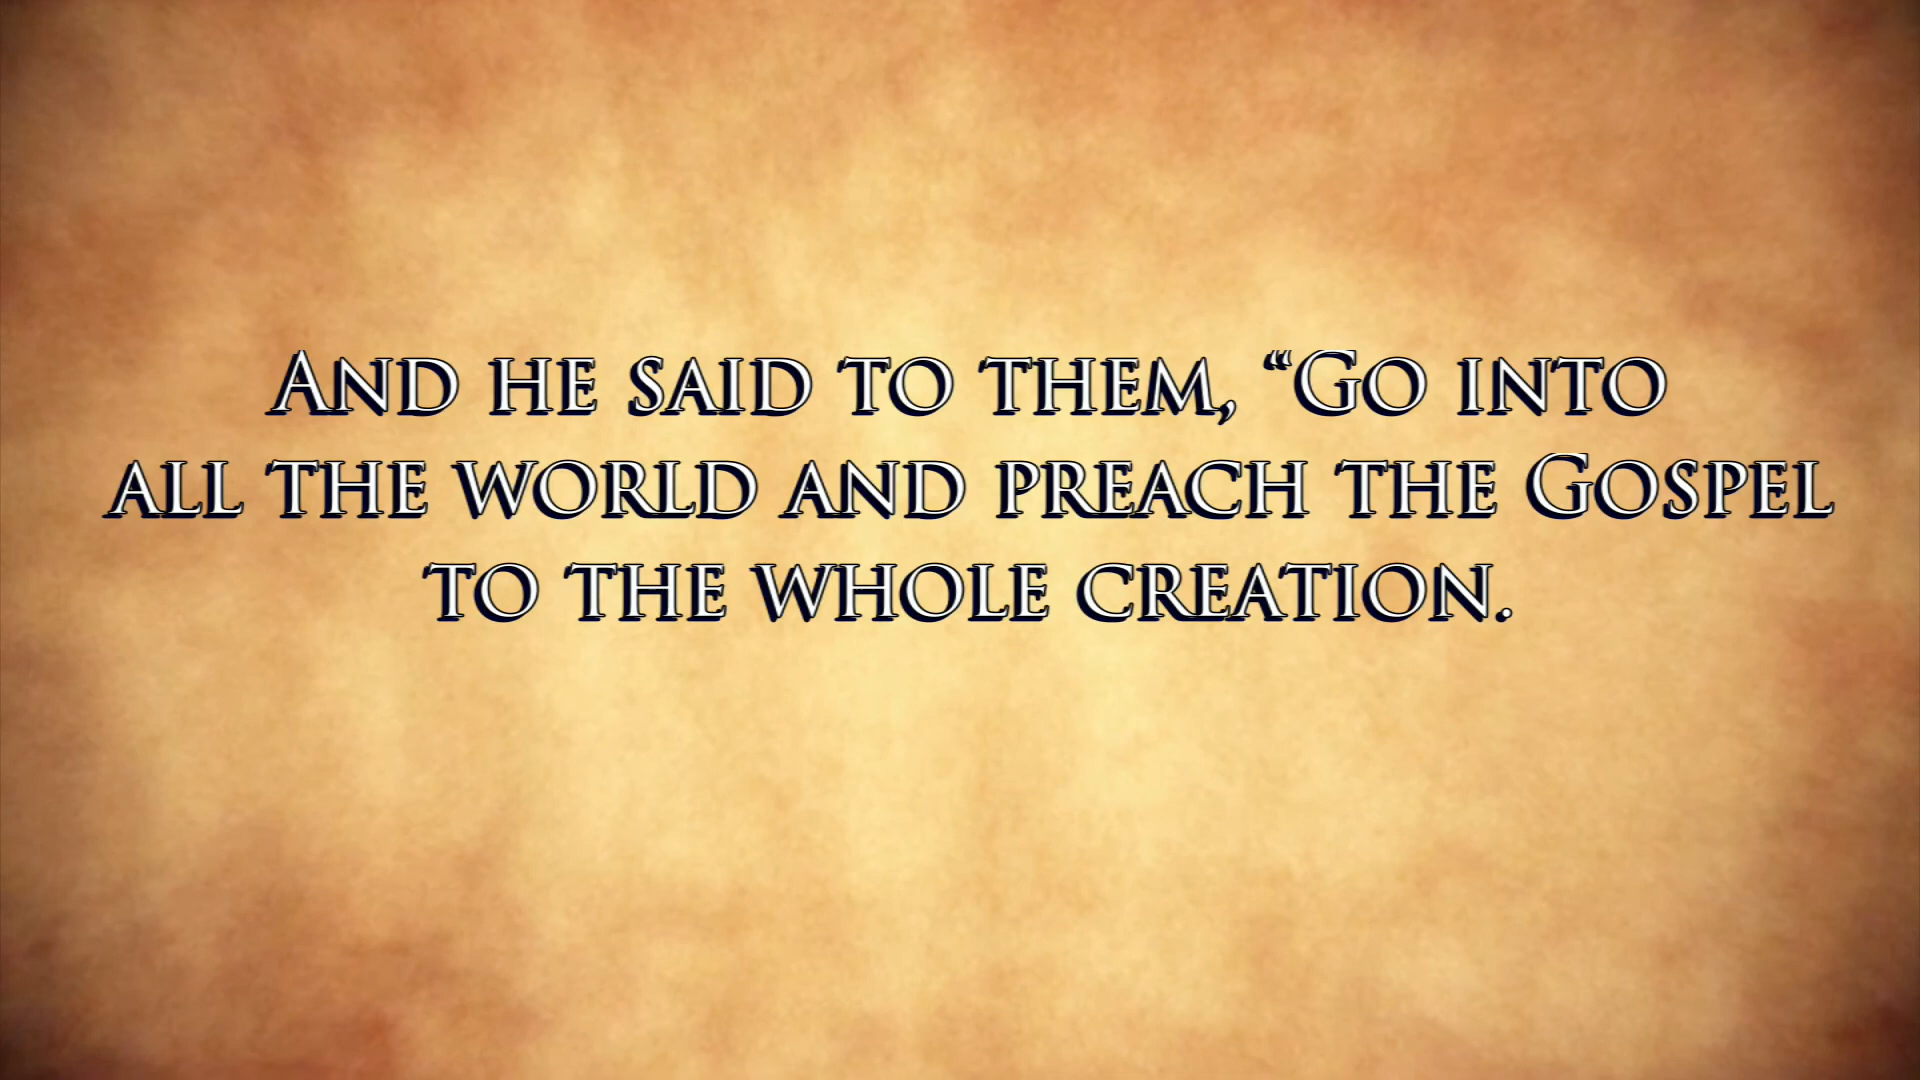 And he said to them, “Go into
all the world and preach the Gospel
to the whole creation.